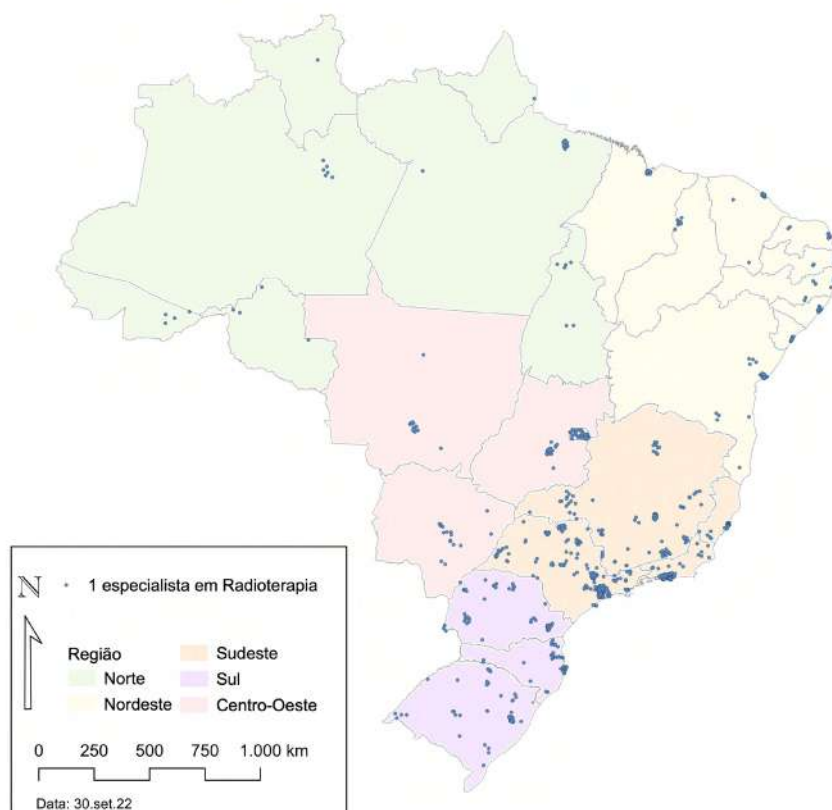 N
1 especialista em Radioterapia
Região
Norte
Nordeste
Sudeste
Sul
Centro-Oeste
0 250 500 750 1.000 km
Data: 30.set.22